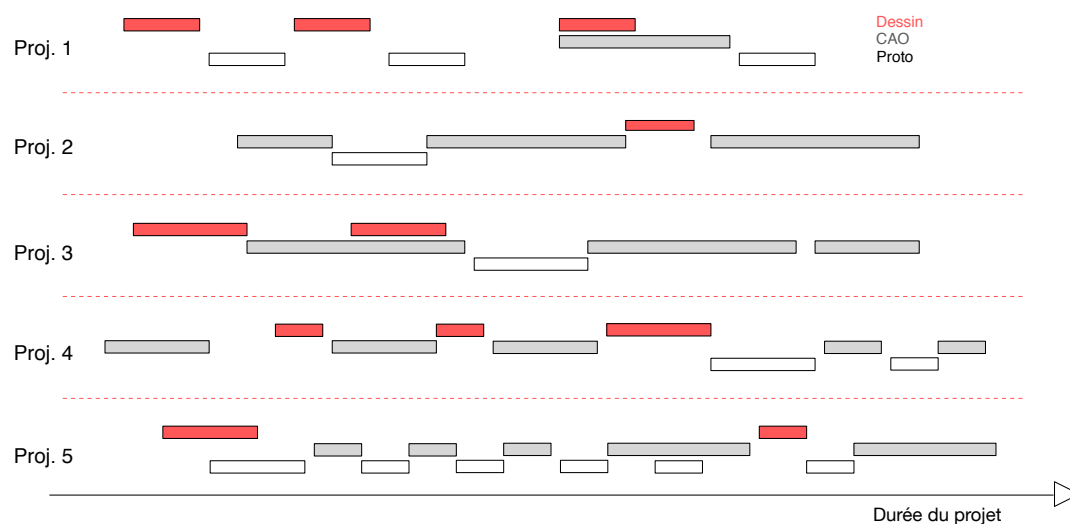 Dessin
CAO
Proto
Proj. 1
Proj. 2
Proj. 3
Proj. 4
Proj. 5
Durée du projet